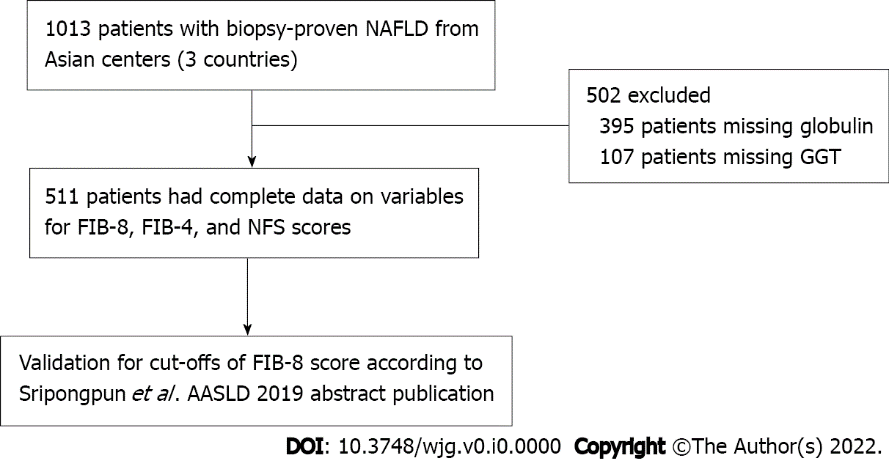 1013 patients with biopsy-proven NAFLD from
Asian centers (3 countries)
502 excluded
395 patients missing globulin
107 patients missing GGT
511 patients had complete data on variables
for FIB-8, FIB-4, and NFS scores
Validation for cut-offs of FIB-8 score according to
Sripongpun et al. AASLD 2019 abstract publication
DOI: 10.3748/wjg.v0.i0.0000 Copyright ©The Author(s) 2022.